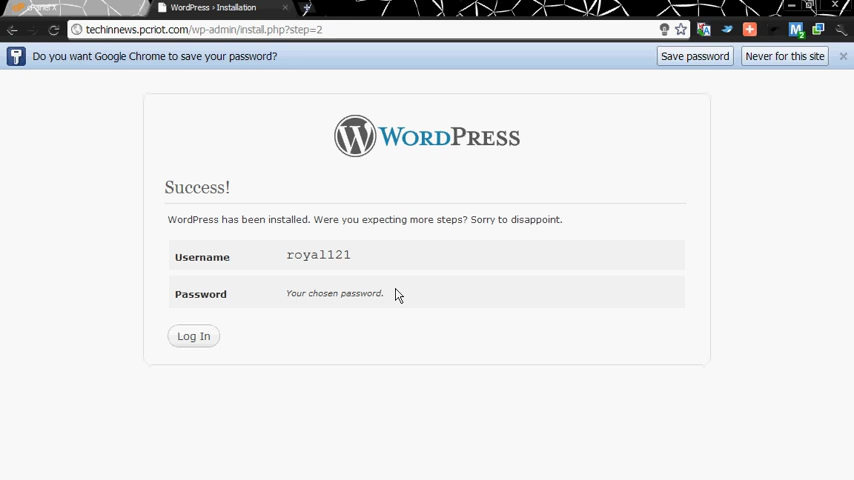 cPanel X
WordPress › Installation
techinnews.pcriot.com/wp-admin/install.php?step=2
Do you want Google Chrome to save your password?
Save password
Never for this site
WORDPRESS
Success!
WordPress has been installed. Were you expecting more steps? Sorry to disappoint.
Username royal121
Password Your chosen password.
Log In